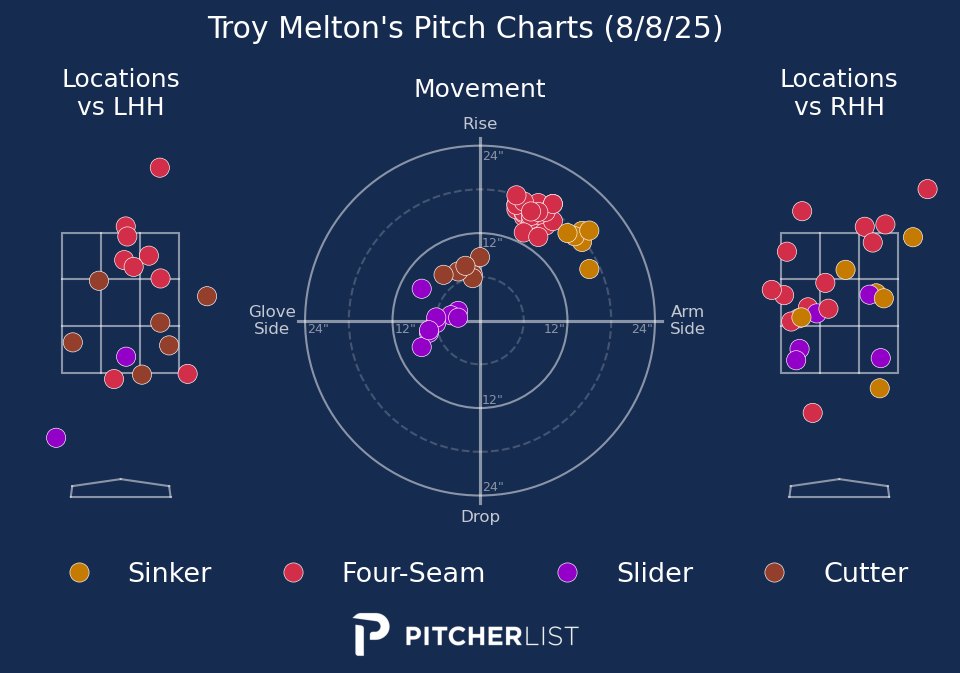 Troy Melton's Pitch Charts (8/8/25)
Locations
vs LHH
Movement
Locations
vs RHH
Rise
24"
12"
Glove
Side
24"
12"
12"
24"
Arm
Side
12"
24"
Drop
Sinker
Four-Seam
Slider
Cutter
PITCHERLIST